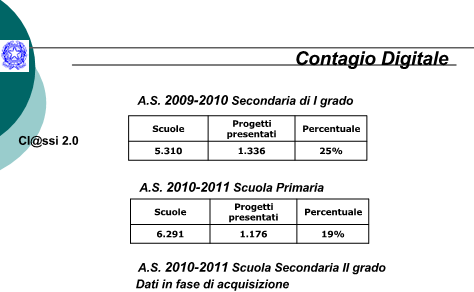 Contagio Digitale
A.S. 2009-2010 Secondaria di I grado
Cl@ssi 2.0
Scuole Progetti presentati Percentuale
5.310 1.336 25%
A.S. 2010-2011 Scuola Primaria
Scuole Progetti presentati Percentuale
6.291 1.176 19%
A.S. 2010-2011 Scuola Secondaria II grado
Dati in fase di acquisizione